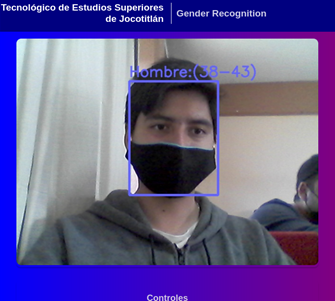 Tecnológico de Estudios Superiores
de Jocotitlán
Gender Recognition
Hombre:(38-43)
Controles